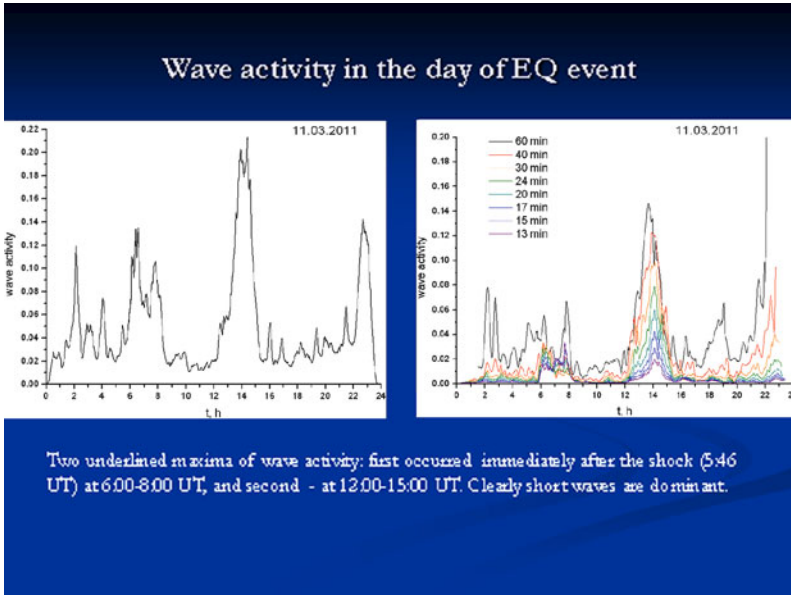 Wave activity in the day of EQ event
11.03.2011
0.22
0.20
0.18
0.16
0.14
0.12
0.10
0.08
0.06
0.04
0.02
0.00
wave activity
0 2 4 6 8 10 12 14 16 18 20 22 24
t, h
11.03.2011
60 min
40 min
30 min
24 min
20 min
17 min
15 min
13 min
0.20
0.18
0.16
0.14
0.12
0.10
0.08
0.06
0.04
0.02
0.00
wave activity
0 2 4 6 8 10 12 14 16 18 20 22
t, h
Two underlined maxima of wave activity: first occurred immediately after the shock (5:46
UT) at 6:00-8:00 UT, and second - at 12:00-15:00 UT. Clearly short waves are dominant.